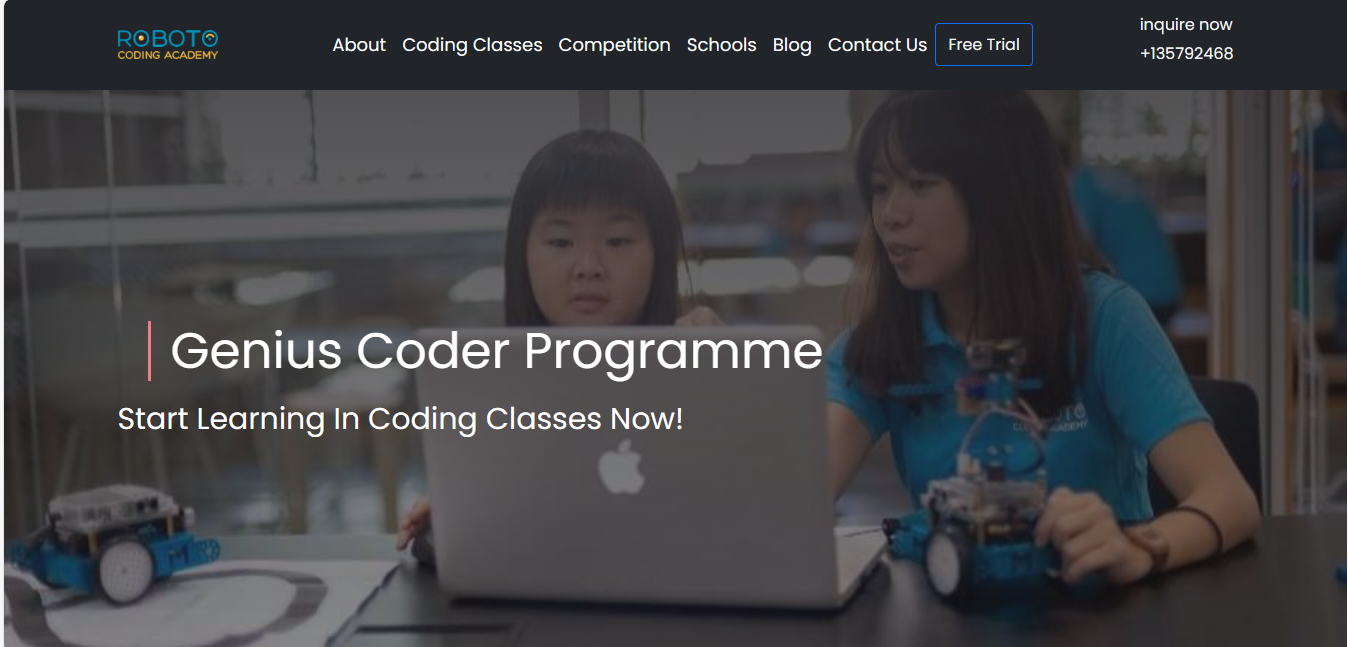 ROBOTO
CODING ACADEMY
About Coding Classes Competition Schools Blog Contact Us Free Trial
inquire now
+135792468
Genius Coder Programme
Start Learning In Coding Classes Now!